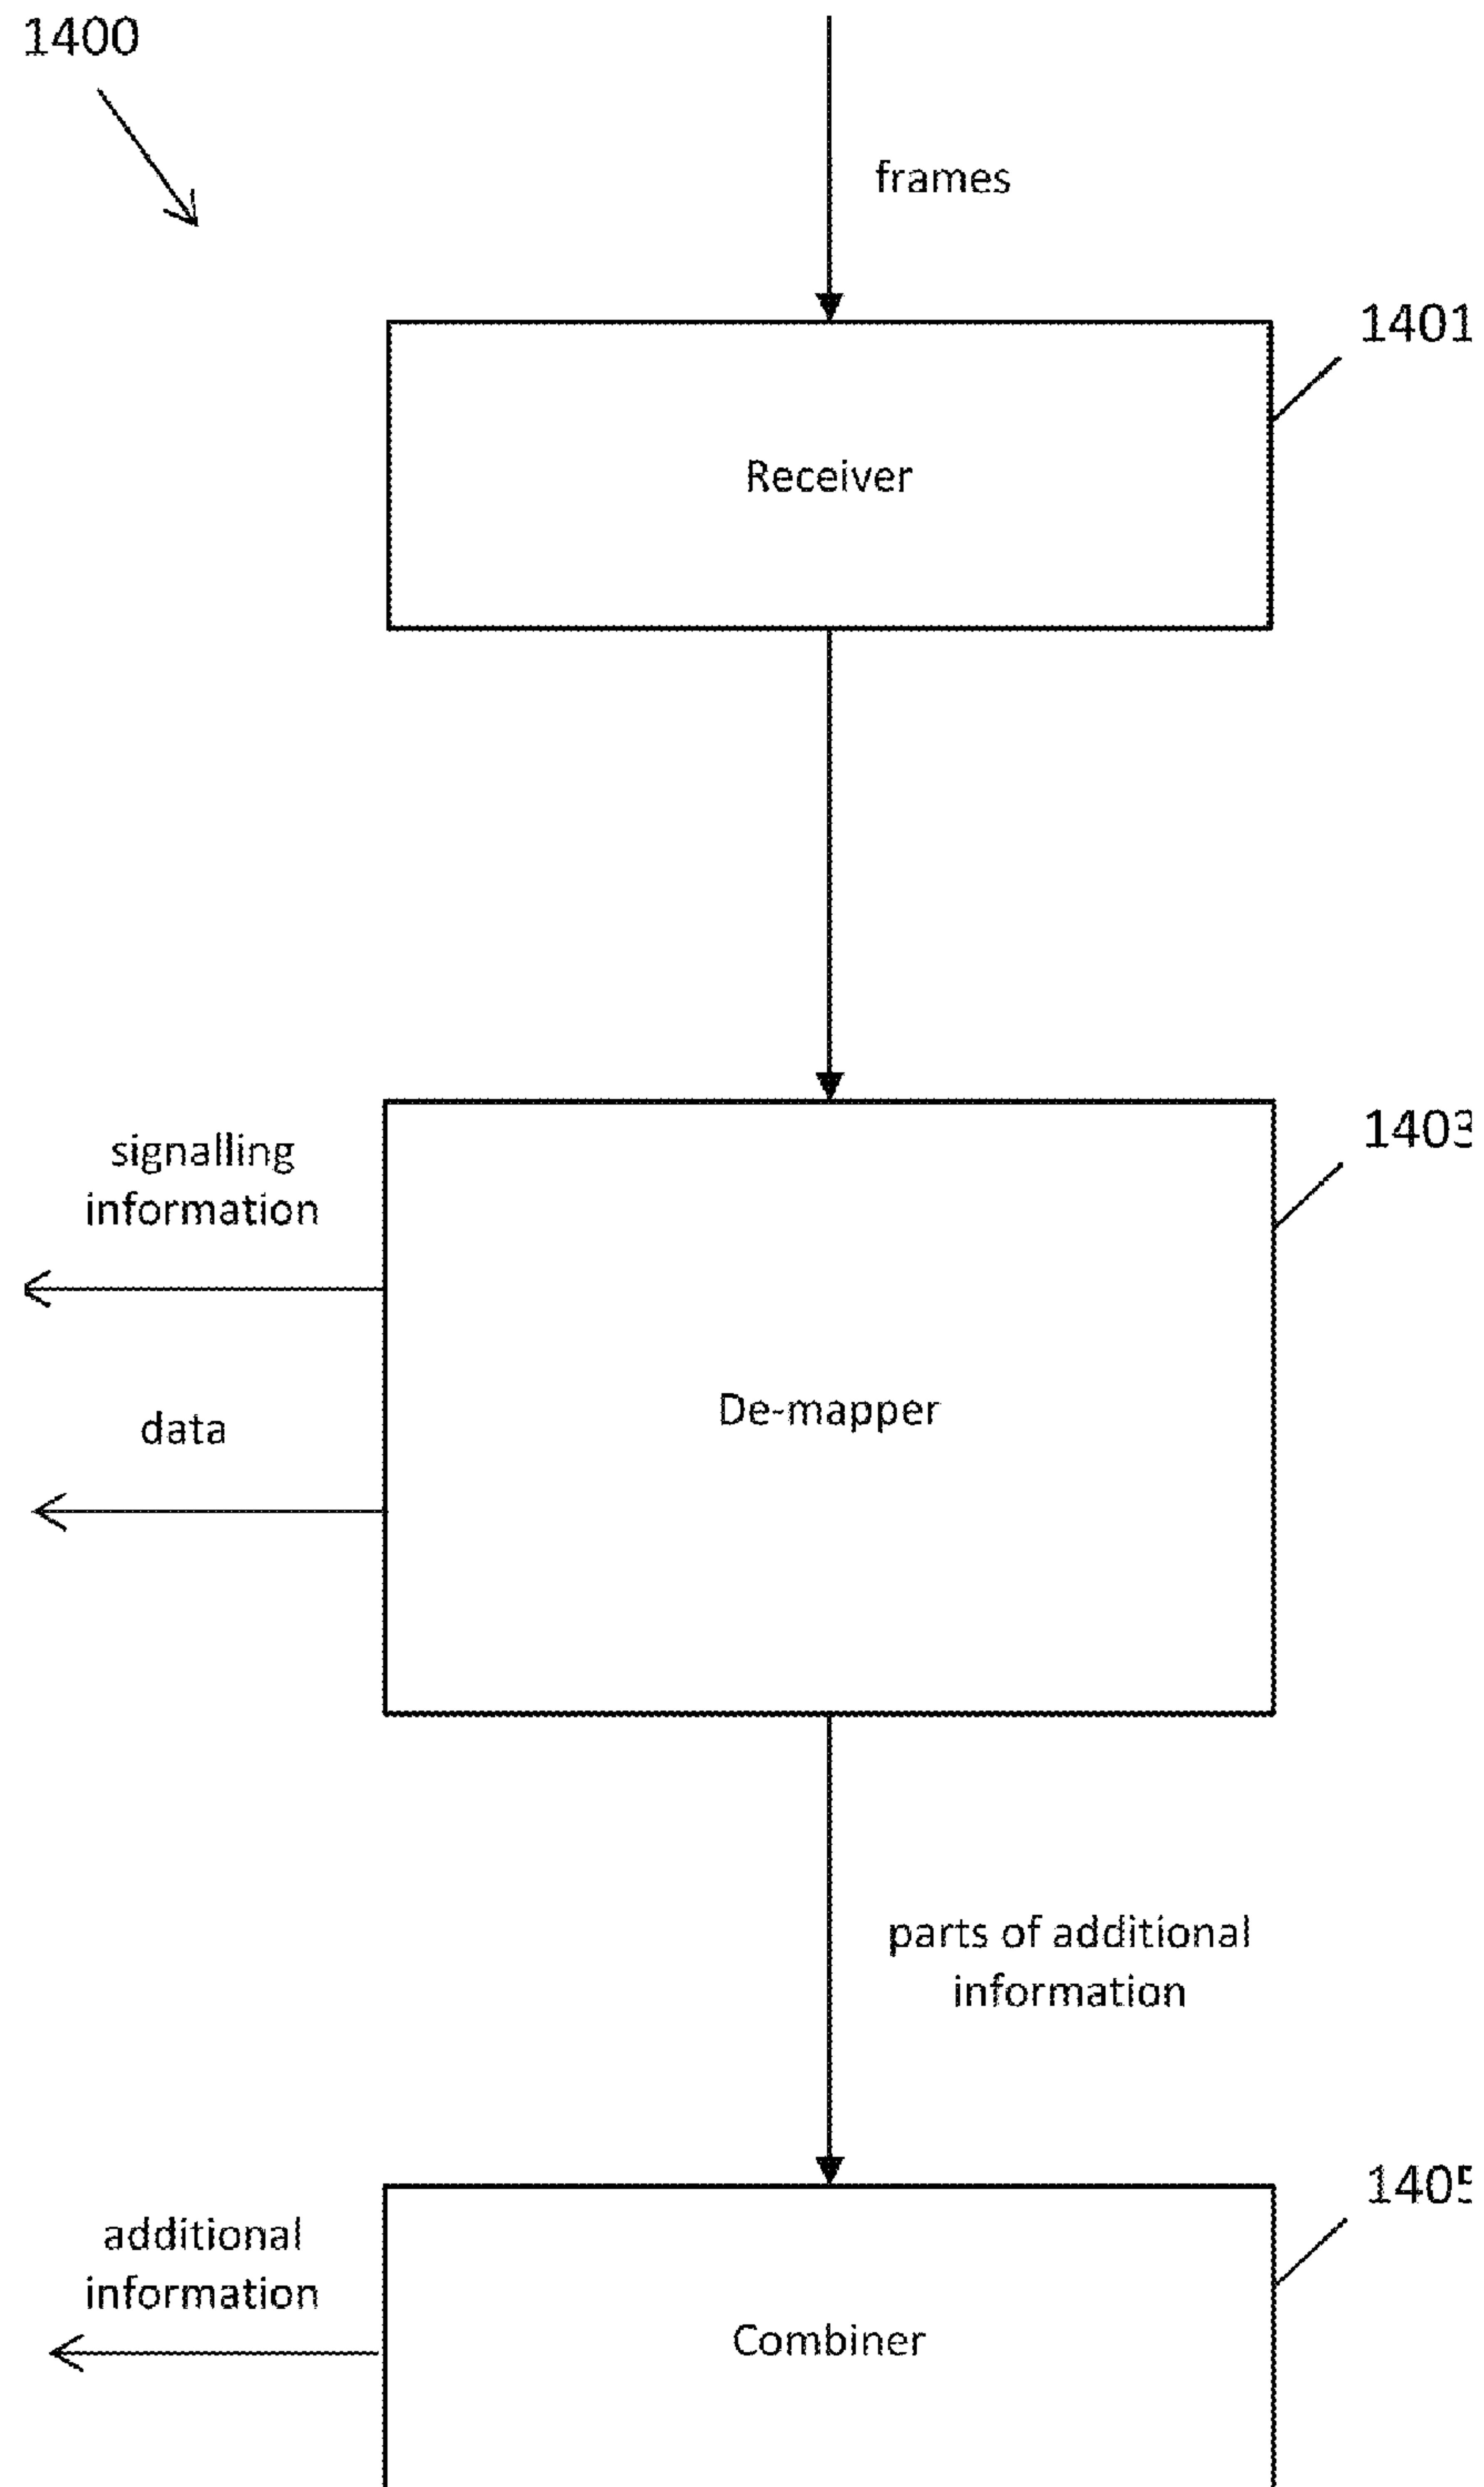 1400
frames
1401
Receiver
1403
signalling
information
De-mapper
data
parts of additional
information
1405
additional
information
Combiner